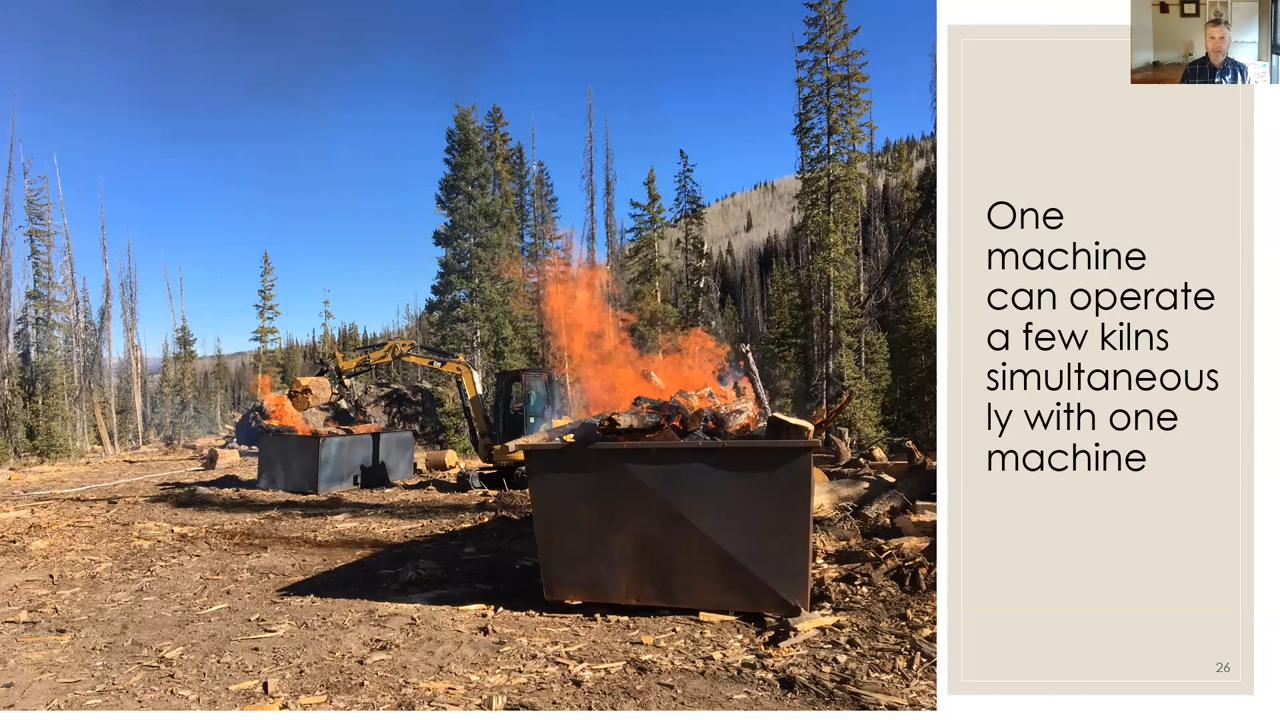 One
machine
can operate
a few kilns
simultaneous
ly with one
machine
26